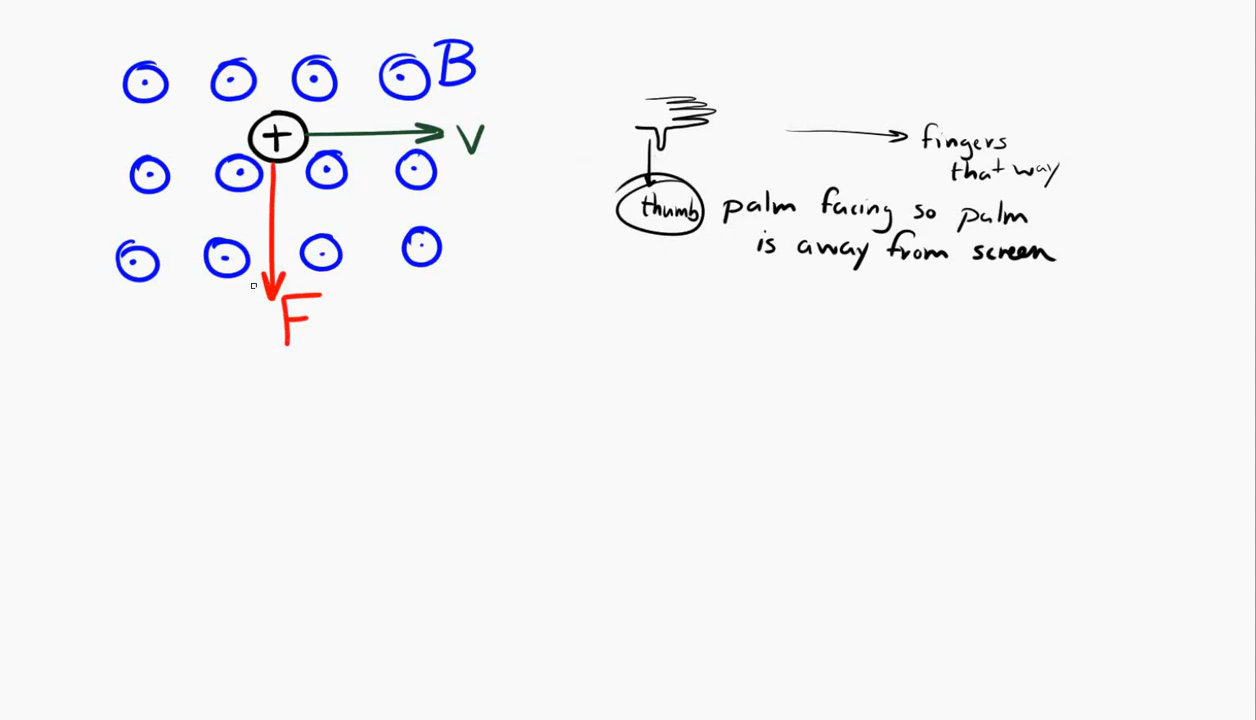 B
+
V
F
fingers
that way
thumb
palm facing so palm
is away from screen